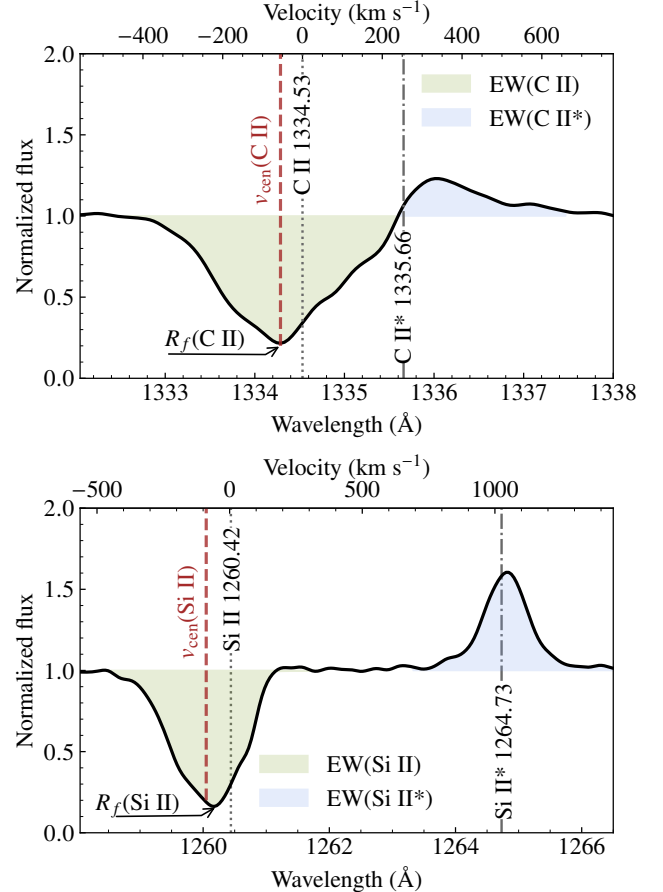 Velocity (km s⁻¹)
−400 −200 0 200 400 600
2.0
1.5
1.0
0.5
0.0
Normalized flux
EW(C II)
EW(C II*)
v_cen(C II)
C II 1334.53
C II* 1335.66
R_f(C II)
1333 1334 1335 1336 1337 1338
Wavelength (Å)
Velocity (km s⁻¹)
−500 0 500 1000
2.0
1.5
1.0
0.5
0.0
Normalized flux
v_cen(Si II)
Si II 1260.42
Si II* 1264.73
EW(Si II)
EW(Si II*)
R_f(Si II)
1260 1262 1264 1266
Wavelength (Å)